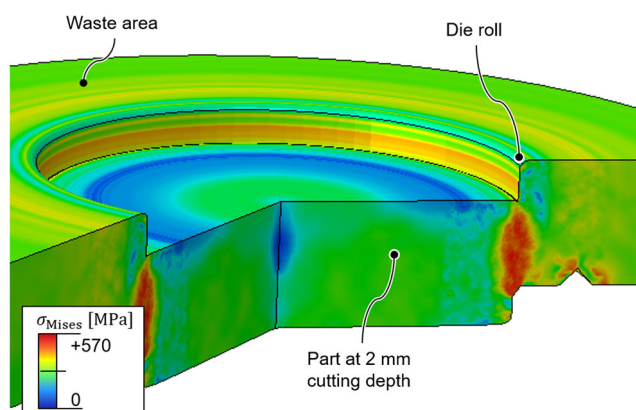 Waste area
Die roll
σMises [MPa]
+570
0
Part at 2 mm
cutting depth